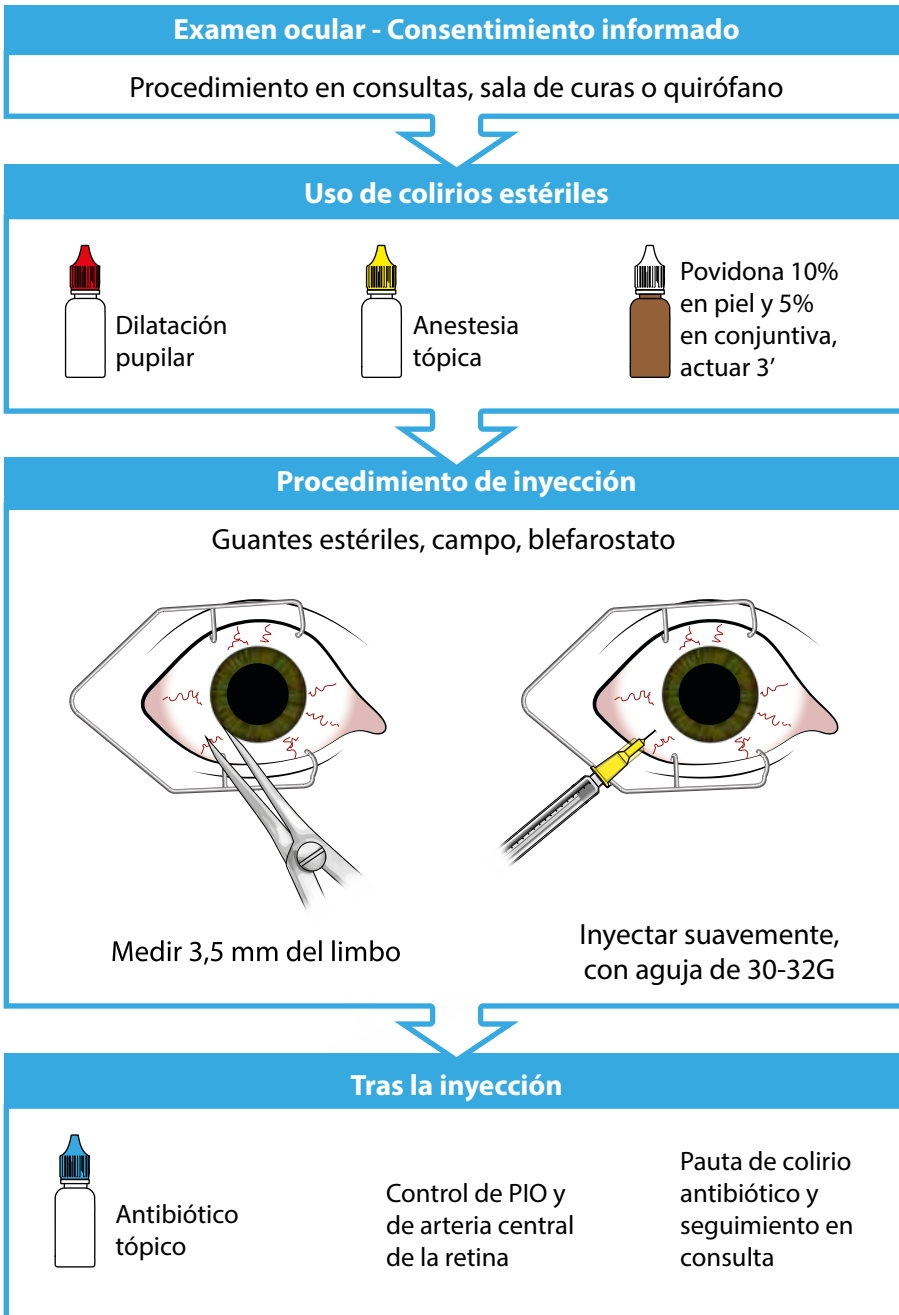 Examen ocular - Consentimiento informado
Procedimiento en consultas, sala de curas o quirófano
Uso de colirios estériles
Dilatación
pupilar
Anestesia
tópica
Povidona 10%
en piel y 5%
en conjuntiva,
actuar 3’
Procedimiento de inyección
Guantes estériles, campo, blefarostato
Medir 3,5 mm del limbo
Inyectar suavemente,
con aguja de 30-32G
Tras la inyección
Antibiótico
tópico
Control de PIO y
de arteria central
de la retina
Pauta de colirio
antibiótico y
seguimiento en
consulta